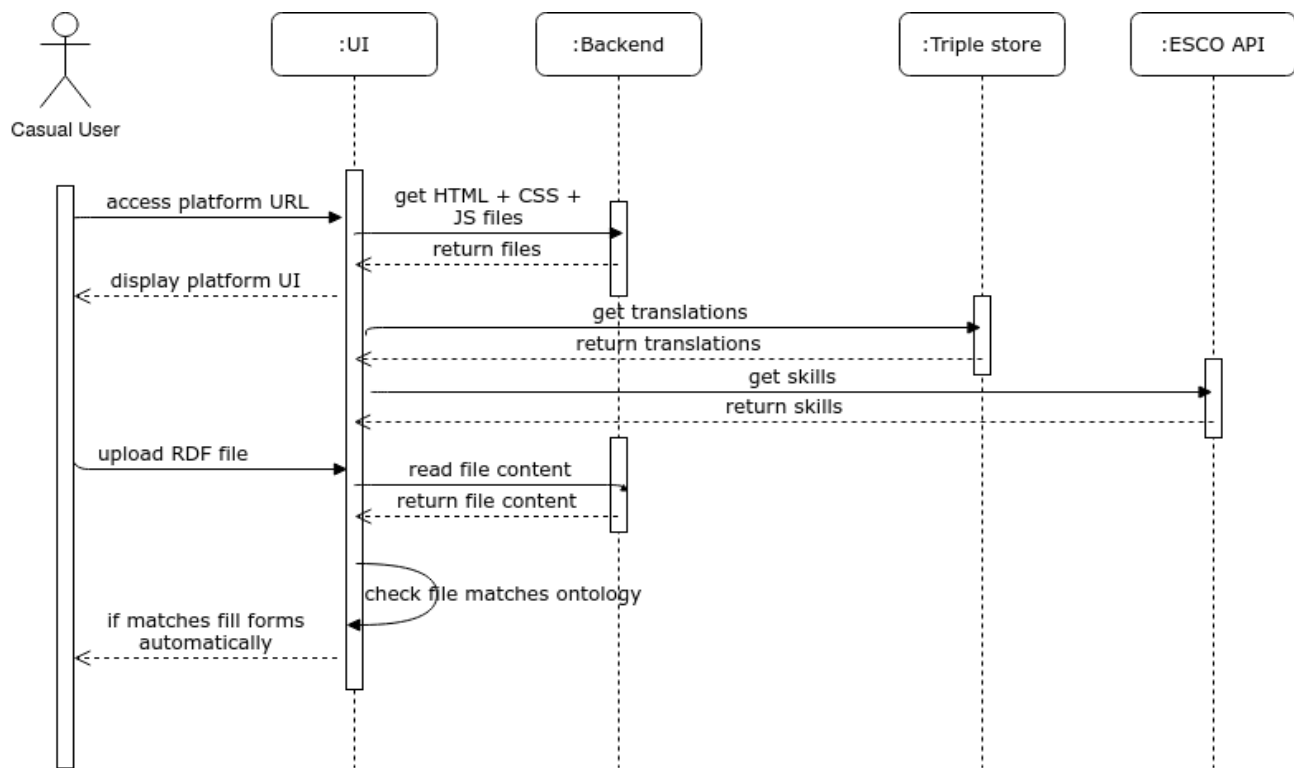 :UI
:Backend
:Triple store
:ESCO API
Casual User
access platform URL
get HTML + CSS +
JS files
return files
display platform UI
get translations
return translations
get skills
return skills
upload RDF file
read file content
return file content
check file matches ontology
if matches fill forms
automatically